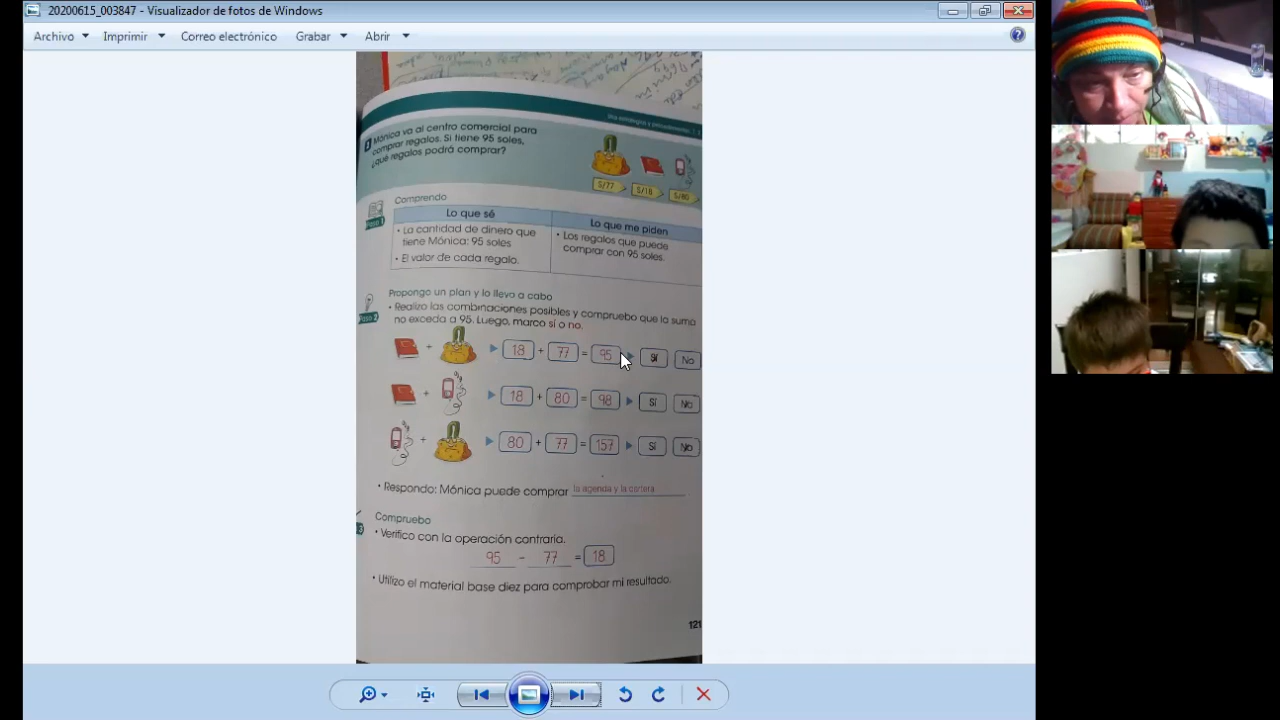 20200615_003847 - Visualizador de fotos de Windows
Archivo Imprimir Correo electrónico Grabar Abrir
Mónica va al centro comercial para
comprar regalos. Si tiene 95 soles,
¿qué regalos podrá comprar?
S/77 S/18 S/80
Comprendo
Paso 1
Lo que sé
Lo que me piden
• La cantidad de dinero que
tiene Mónica: 95 soles
• El valor de cada regalo.
• Los regalos que puede
comprar con 95 soles.
Propongo un plan y lo llevo a cabo
Paso 2
• Realizo las combinaciones posibles y compruebo que la suma
no exceda a 95. Luego, marco sí o no.
+ 18 + 77 = 95 Sí No
+ 18 + 80 = 98 Sí No
+ 80 + 77 = 157 Sí No
• Respondo: Mónica puede comprar la agenda y la cartera
Compruebo
3
• Verifico con la operación contraria.
95 - 77 = 18
• Utilizo el material base diez para comprobar mi resultado.
121